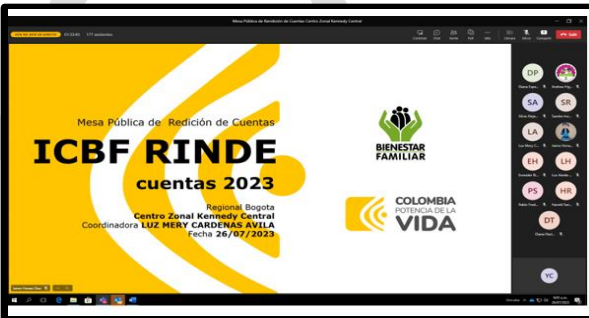 Mesa Pública de Rendición de Cuentas Centro Zonal Kennedy Central
Mesa Pública de Redición de Cuentas
ICBF RINDE
cuentas 2023
Regional Bogota
Centro Zonal Kennedy Central
Coordinadora LUZ MERY CARDENAS AVILA
Fecha 26/07/2023
BIENESTAR
FAMILIAR
COLOMBIA
POTENCIA DE LA
VIDA
DP
SA
SR
LA
EH
LH
PS
HR
DT
YC